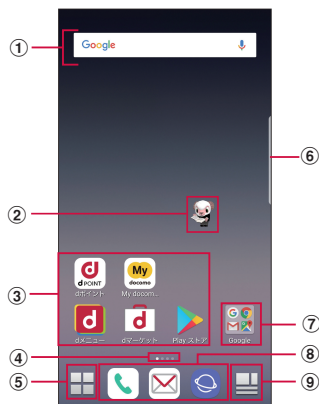 ①
Google
⑥
②
③
d POINT
My
docomo
dポイント
My docom...
d
d
dメニュー
dマーケット
Play ストア
⑦
Google
④
⑧
⑤
⑨